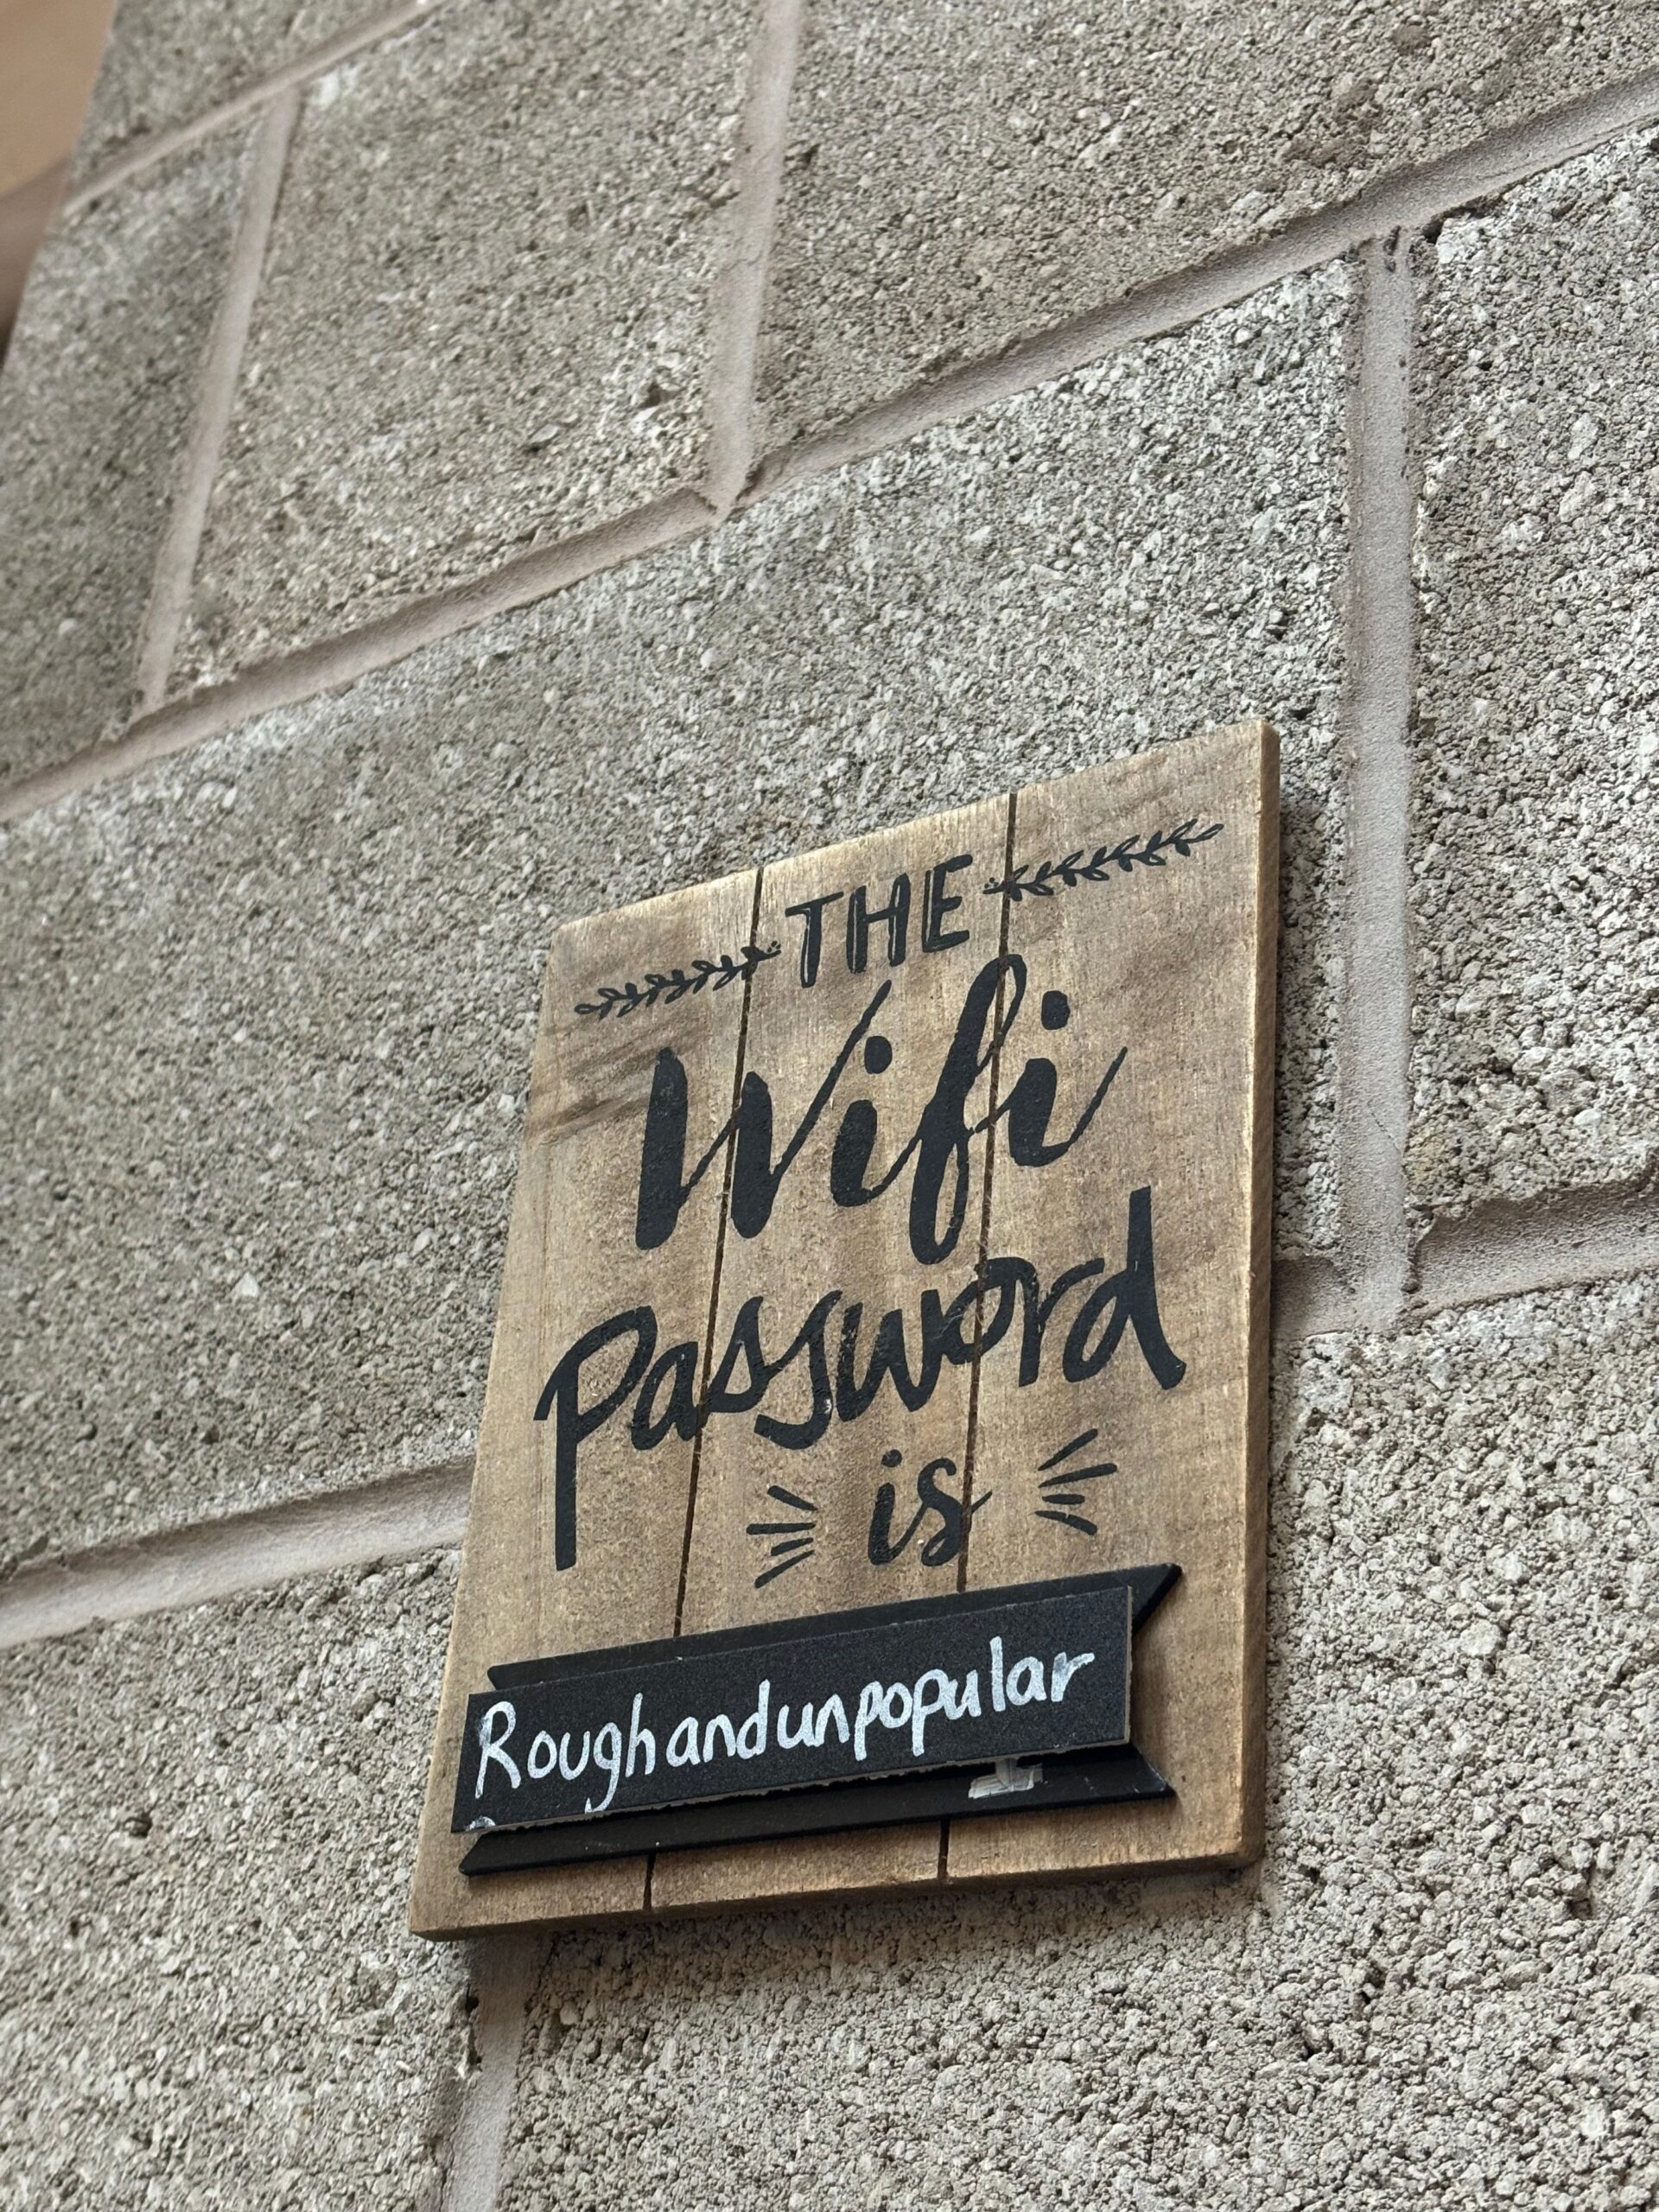 THE
Wifi
Password
is
Roughandunpopular